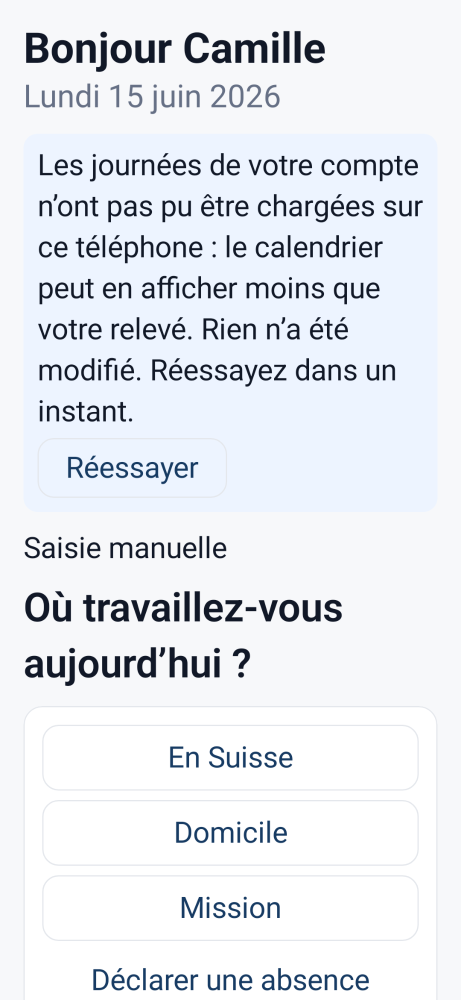 Bonjour Camille
Lundi 15 juin 2026
Les journées de votre compte
n’ont pas pu être chargées sur
ce téléphone : le calendrier
peut en afficher moins que
votre relevé. Rien n’a été
modifié. Réessayez dans un
instant.
Réessayer
Saisie manuelle
Où travaillez-vous
aujourd’hui ?
En Suisse
Domicile
Mission
Déclarer une absence